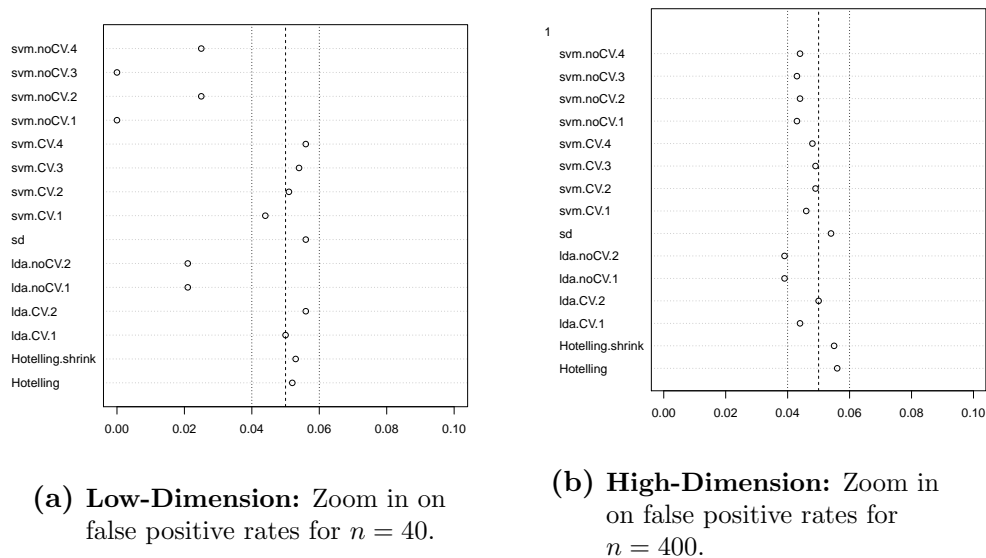 svm.noCV.4
svm.noCV.3
svm.noCV.2
svm.noCV.1
svm.CV.4
svm.CV.3
svm.CV.2
svm.CV.1
sd
lda.noCV.2
lda.noCV.1
lda.CV.2
lda.CV.1
Hotelling.shrink
Hotelling
0.00 0.02 0.04 0.06 0.08 0.10
(a) Low-Dimension: Zoom in on
false positive rates for n = 40.
1
svm.noCV.4
svm.noCV.3
svm.noCV.2
svm.noCV.1
svm.CV.4
svm.CV.3
svm.CV.2
svm.CV.1
sd
lda.noCV.2
lda.noCV.1
lda.CV.2
lda.CV.1
Hotelling.shrink
Hotelling
0.00 0.02 0.04 0.06 0.08 0.10
(b) High-Dimension: Zoom in
on false positive rates for
n = 400.